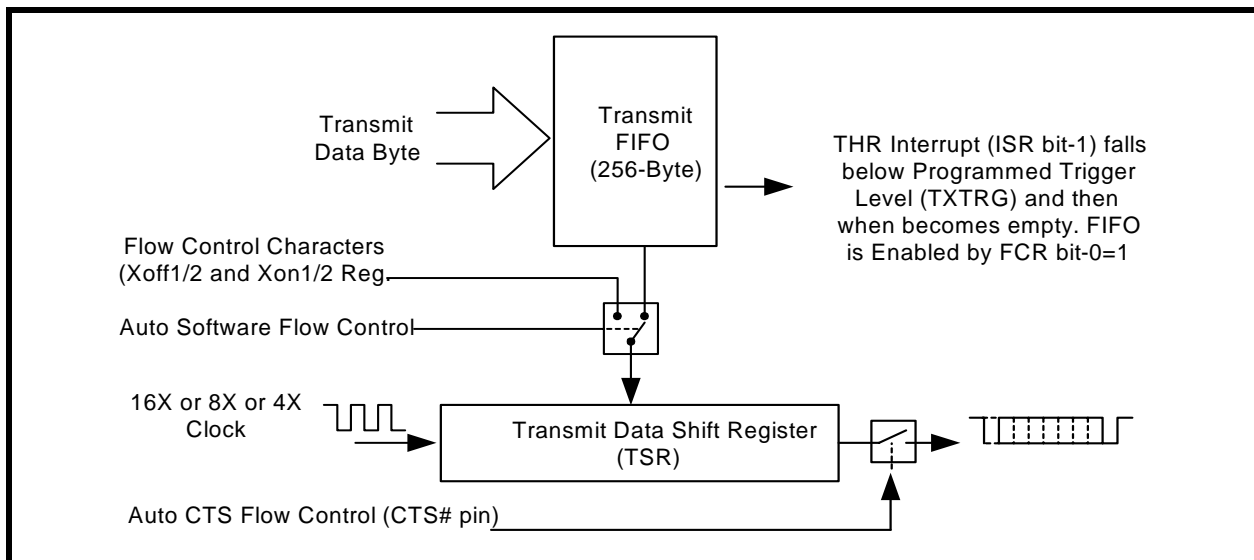 Transmit
Data Byte
Transmit
FIFO
(256-Byte)
THR Interrupt (ISR bit-1) falls
below Programmed Trigger
Level (TXTRG) and then
when becomes empty. FIFO
is Enabled by FCR bit-0=1
Flow Control Characters
(Xoff1/2 and Xon1/2 Reg.
Auto Software Flow Control
16X or 8X or 4X
Clock
Transmit Data Shift Register
(TSR)
Auto CTS Flow Control (CTS# pin)